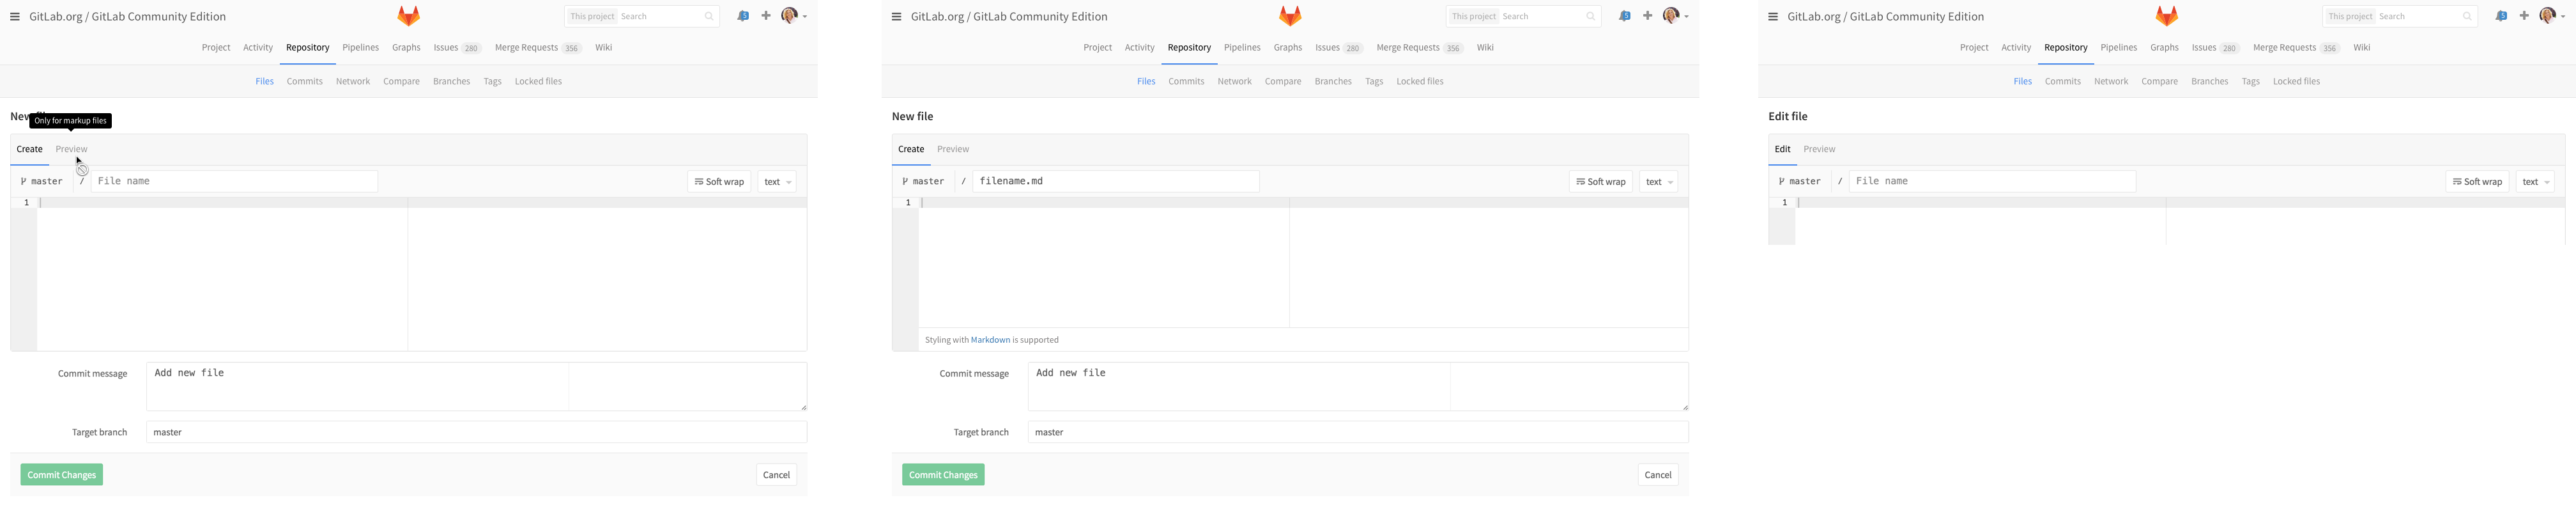 GitLab.org / GitLab Community Edition This project Search
Project Activity Repository Pipelines Graphs Issues 280 Merge Requests 356 Wiki
Files Commits Network Compare Branches Tags Locked files
New
Only for markup files
Create Preview
master / File name Soft wrap text
1
Commit message Add new file
Target branch master
Commit Changes Cancel
GitLab.org / GitLab Community Edition This project Search
Project Activity Repository Pipelines Graphs Issues 280 Merge Requests 356 Wiki
Files Commits Network Compare Branches Tags Locked files
New file
Create Preview
master / filename.md Soft wrap text
1
Styling with Markdown is supported
Commit message Add new file
Target branch master
Commit Changes Cancel
GitLab.org / GitLab Community Edition This project Search
Project Activity Repository Pipelines Graphs Issues 280 Merge Requests 356 Wiki
Files Commits Network Compare Branches Tags Locked files
Edit file
Edit Preview
master / File name Soft wrap text
1